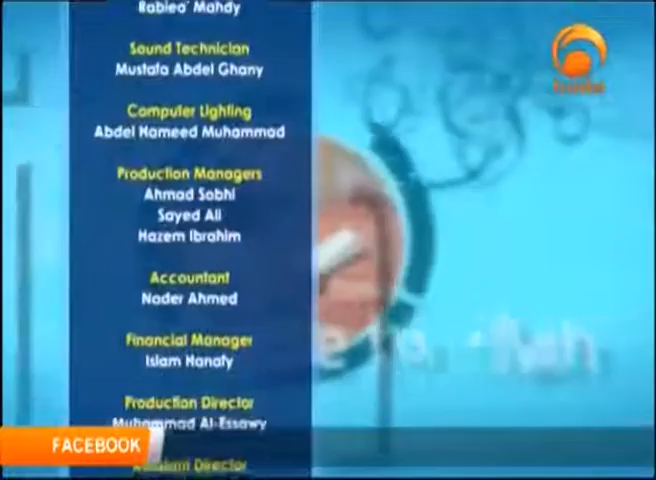 Rabiea' Mahdy
Sound Technician
Mustafa Abdel Ghany
Computer Lighting
Abdel Hameed Muhammad
Production Managers
Ahmad Sobhi
Sayed Ali
Hazem Ibrahim
Accountant
Nader Ahmed
Financial Manager
Islam Hanafy
Production Director
Muhammad Al-Essawy
FACEBOOK
Director